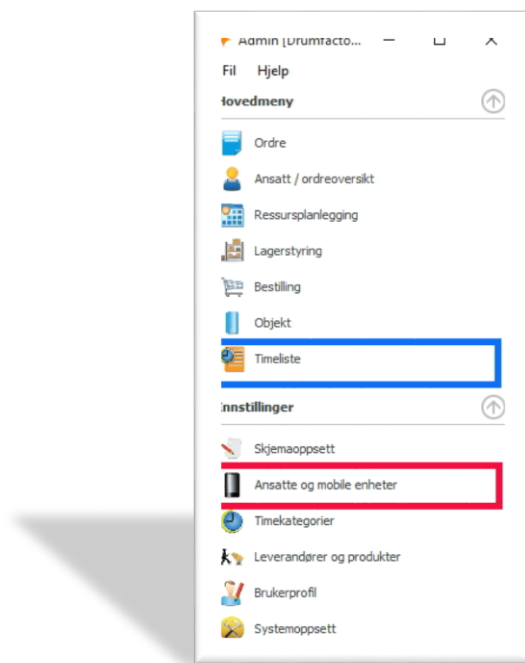 Admin [Drumfacto...
Fil Hjelp
Hovedmeny
Ordre
Ansatt / ordreoversikt
Ressursplanlegging
Lagerstyring
Bestilling
Objekt
Timeliste
Innstillinger
Skjemaoppsett
Ansatte og mobile enheter
Timekategorier
Leverandører og produkter
Brukerprofil
Systemoppsett